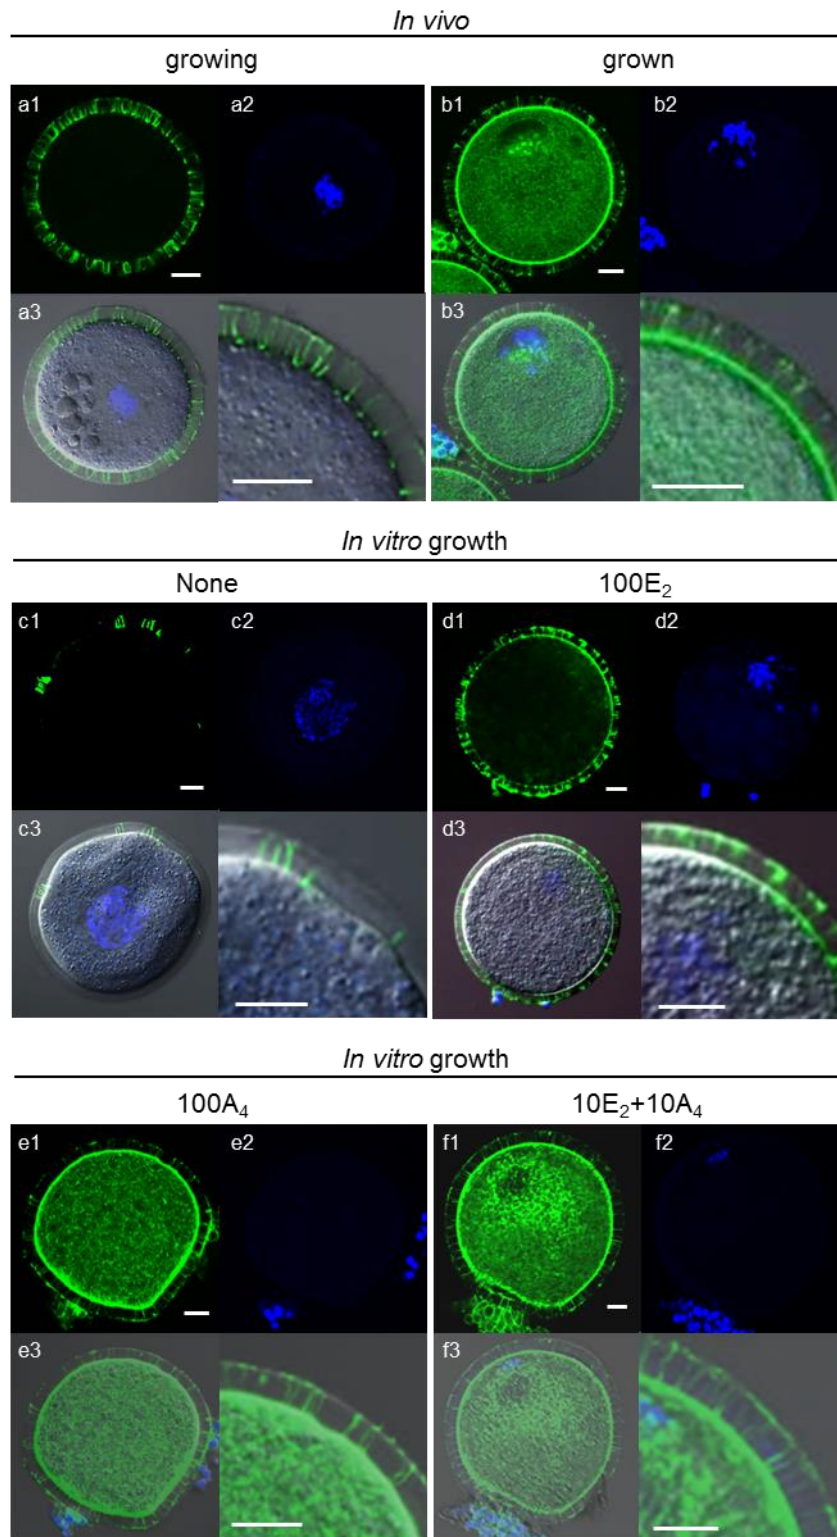 In vivo
growing grown
a1 a2 b1 b2
a3 b3
In vitro growth
None 100E₂
c1 c2 d1 d2
c3 d3
In vitro growth
100A₄ 10E₂+10A₄
e1 e2 f1 f2
e3 f3